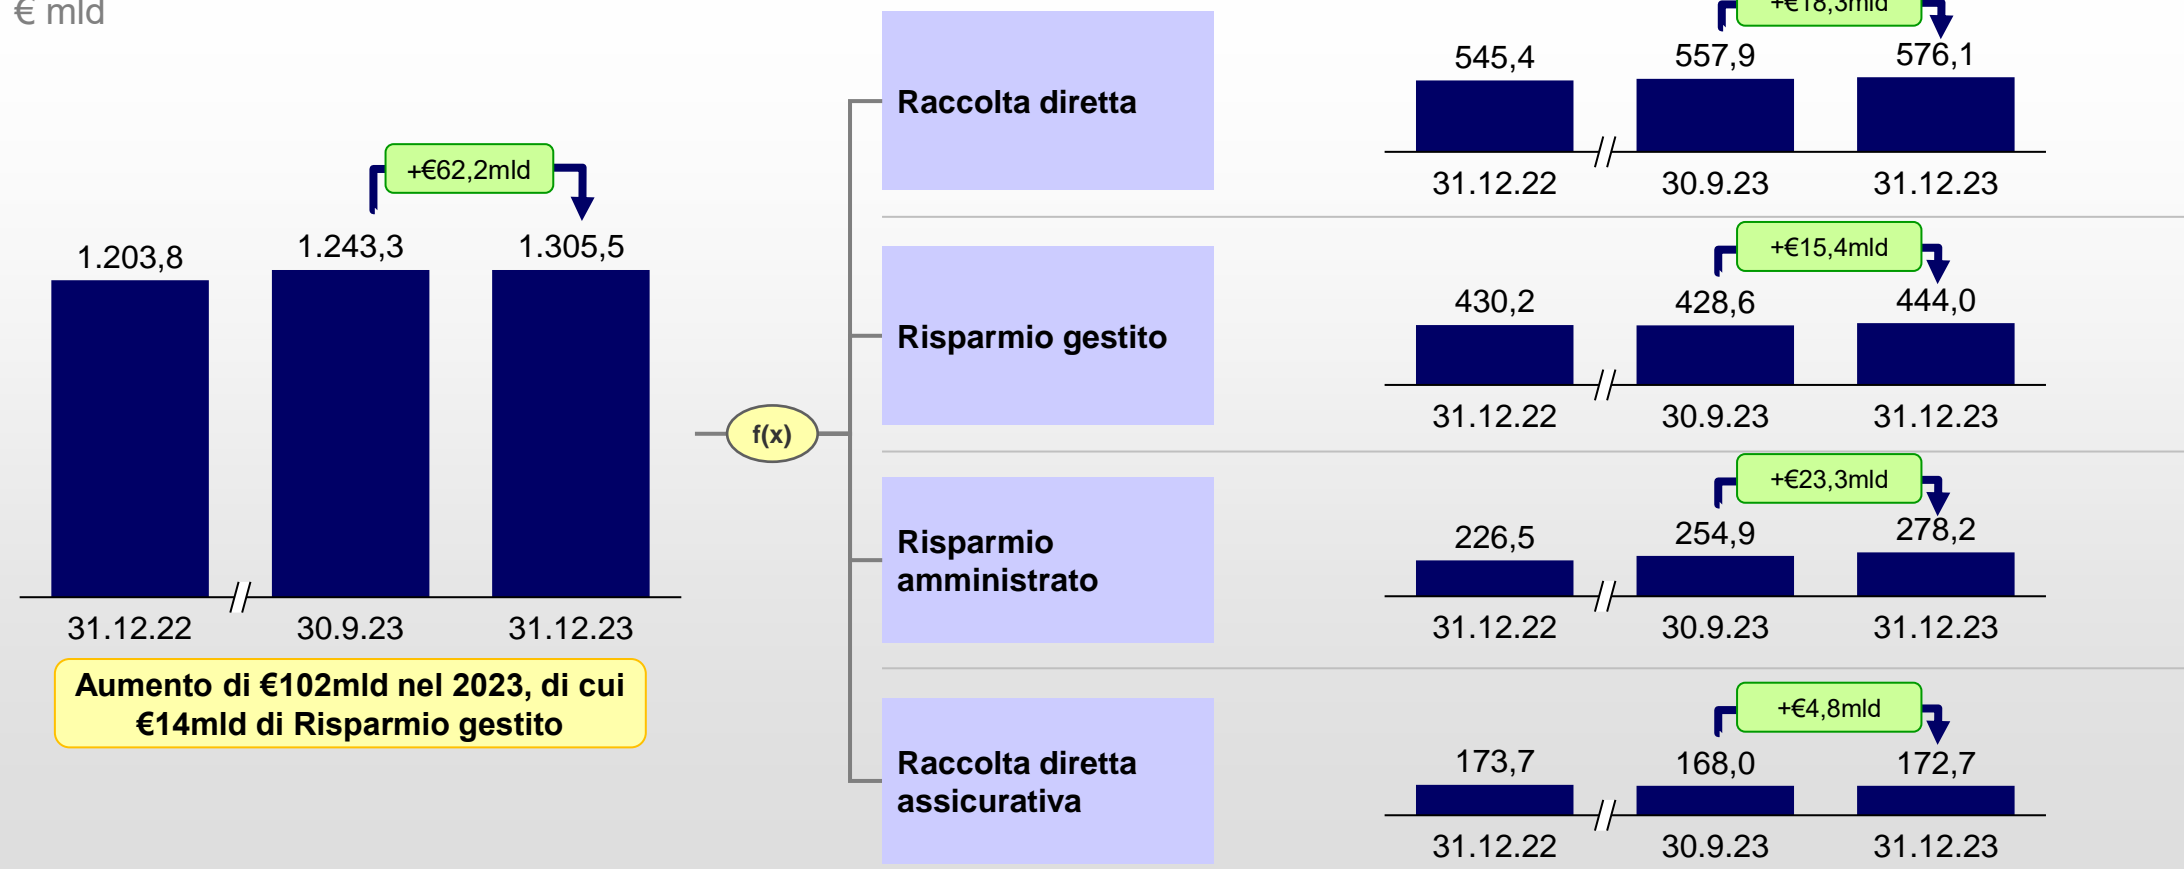 € mld
+€62,2mld
1.203,8
1.243,3
1.305,5
31.12.22
30.9.23
31.12.23
Aumento di €102mld nel 2023, di cui
€14mld di Risparmio gestito
f(x)
Raccolta diretta
+€18,3mld
545,4
557,9
576,1
31.12.22
30.9.23
31.12.23
Risparmio gestito
+€15,4mld
430,2
428,6
444,0
31.12.22
30.9.23
31.12.23
Risparmio
amministrato
+€23,3mld
226,5
254,9
278,2
31.12.22
30.9.23
31.12.23
Raccolta diretta
assicurativa
+€4,8mld
173,7
168,0
172,7
31.12.22
30.9.23
31.12.23